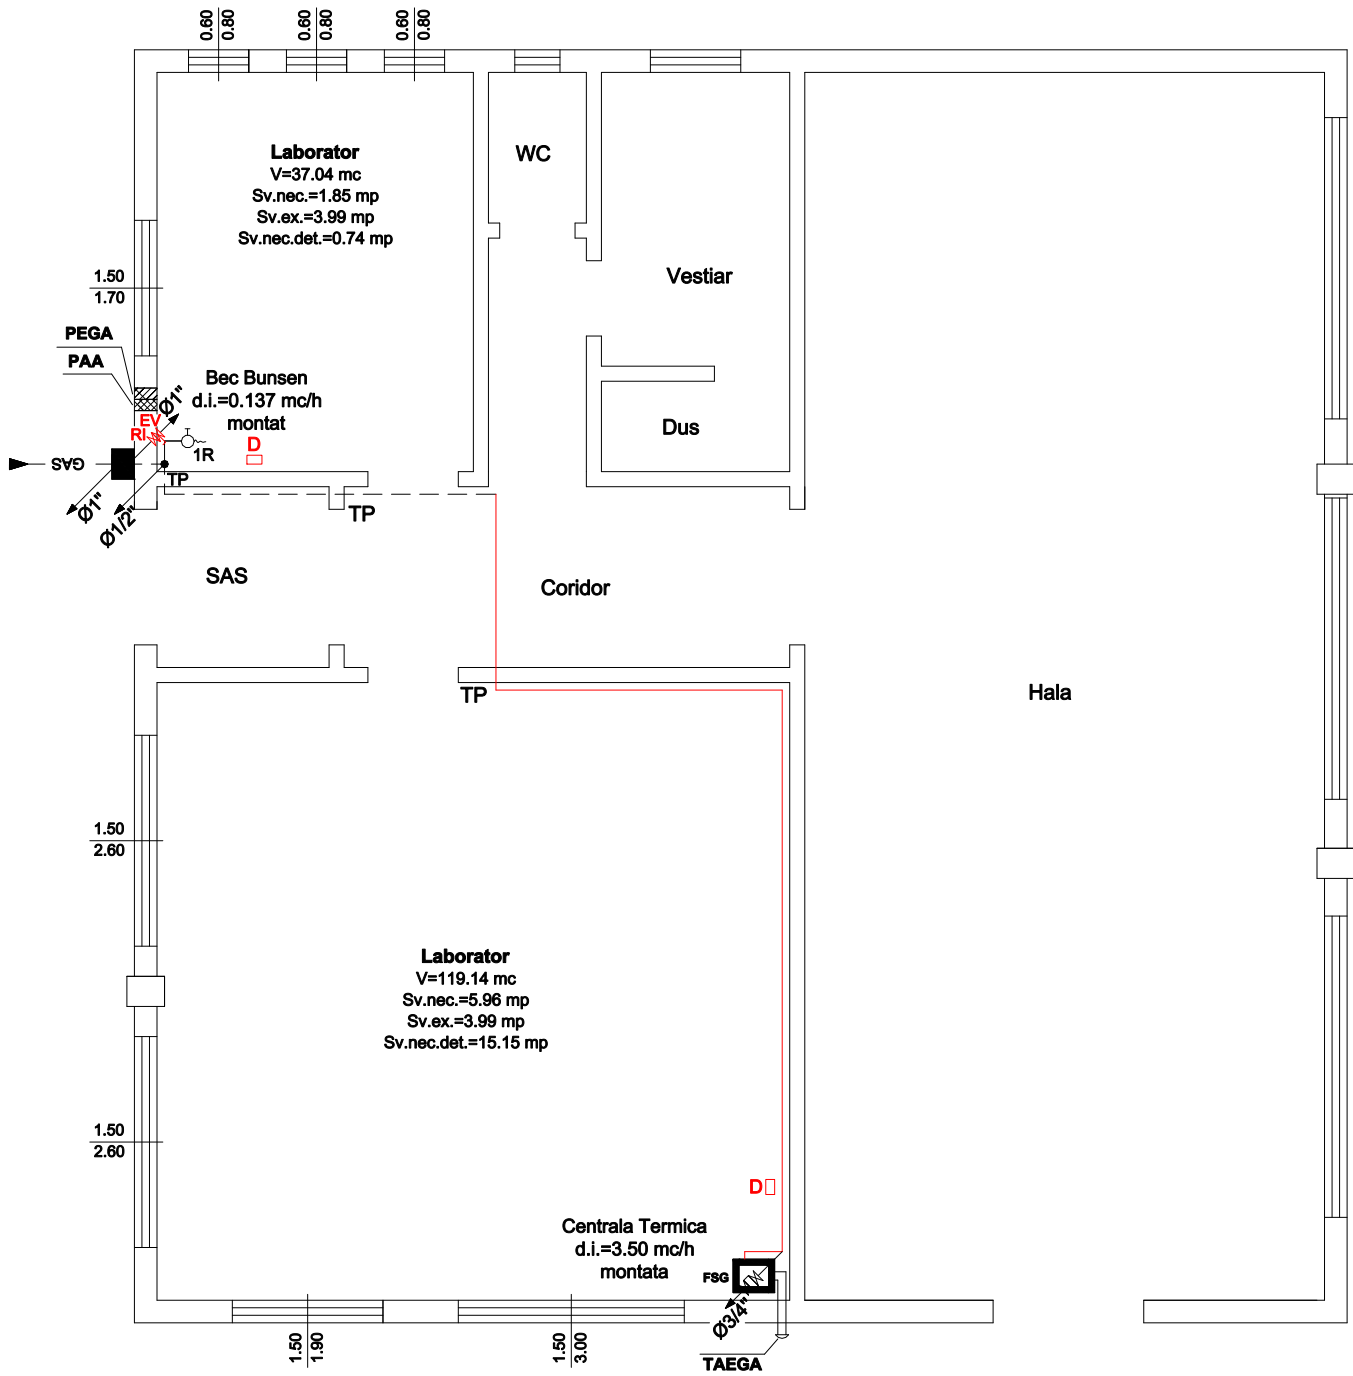 0.60
0.80
0.60
0.80
0.60
0.80
Laborator
V=37.04 mc
Sv.nec.=1.85 mp
Sv.ex.=3.99 mp
Sv.nec.det.=0.74 mp
WC
Vestiar
1.50
1.70
PEGA
PAA
Bec Bunsen
d.i.=0.137 mc/h
montat
Ø1"
EV
RI
D
1R
Dus
GAS
TP
Ø1"
Ø1/2"
TP
SAS
Coridor
TP
Hala
1.50
2.60
Laborator
V=119.14 mc
Sv.nec.=5.96 mp
Sv.ex.=3.99 mp
Sv.nec.det.=15.15 mp
1.50
2.60
D
Centrala Termica
d.i.=3.50 mc/h
montata
FSG
Ø3/4"
1.50
1.90
1.50
3.00
TAEGA